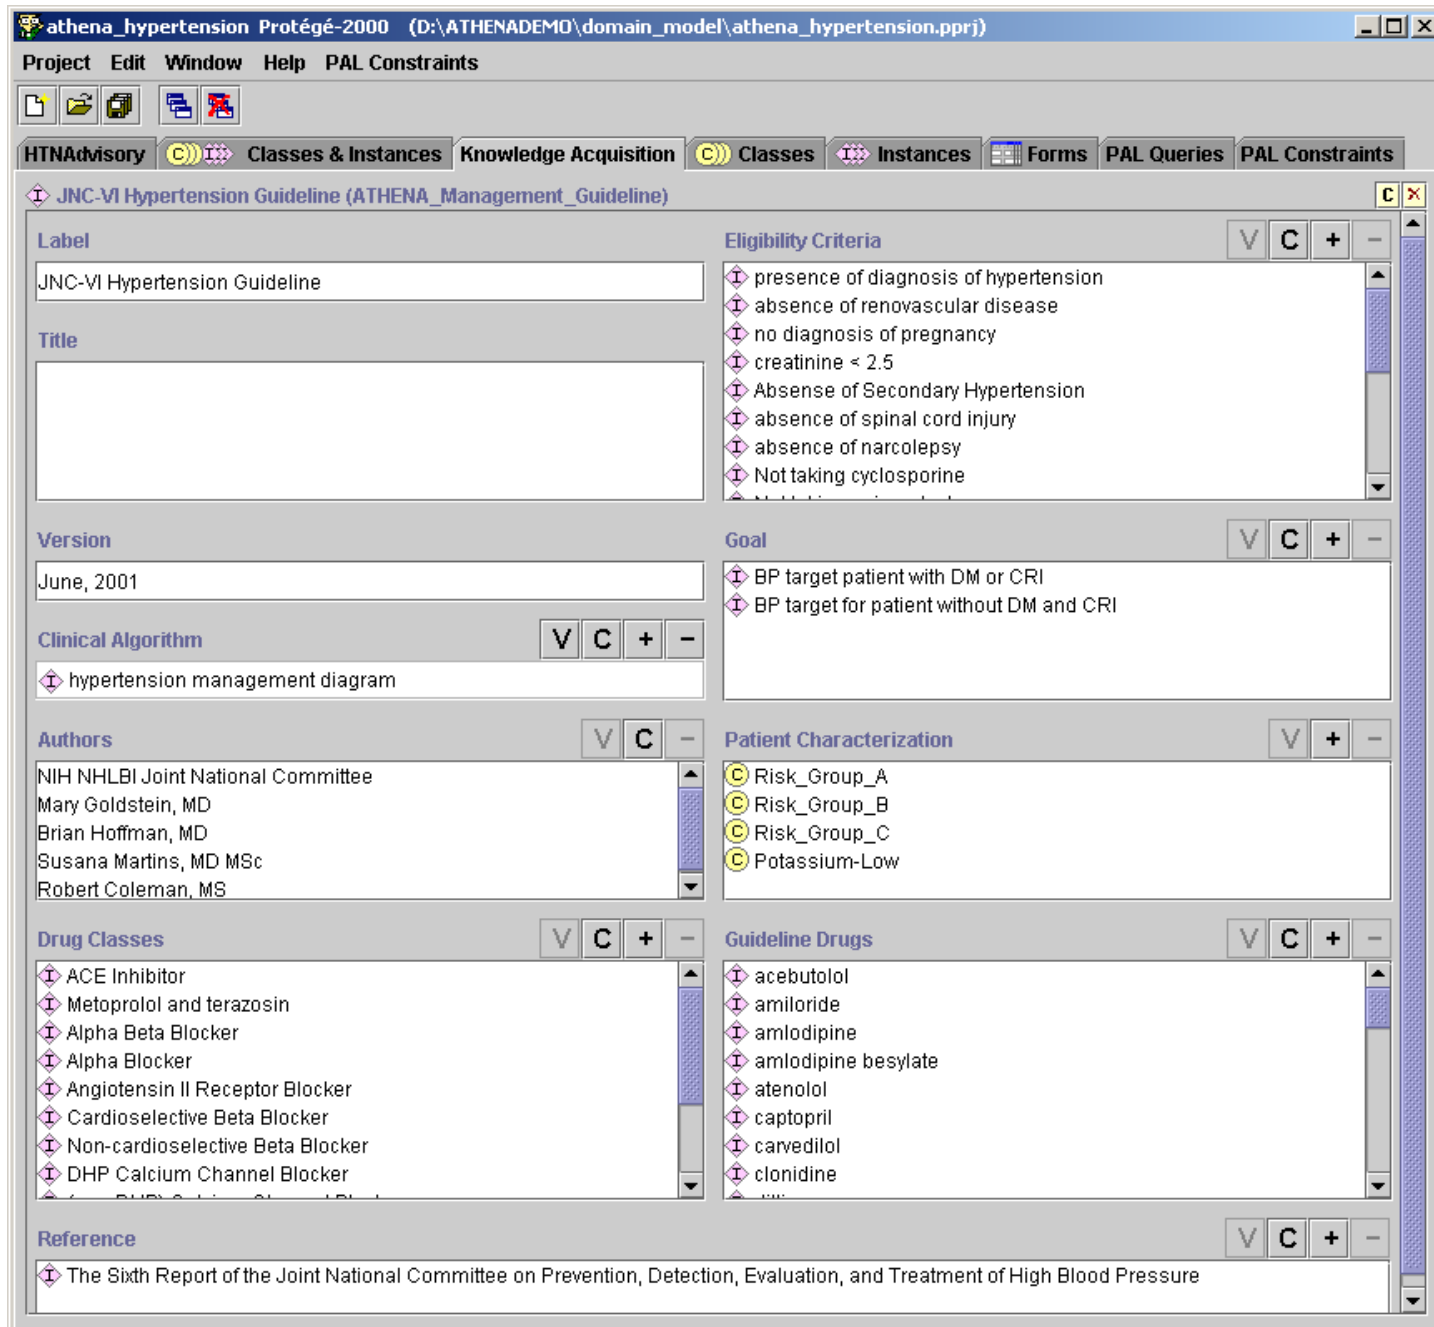 athena_hypertension Protégé-2000 (D:\ATHENADEMO\domain_model\athena_hypertension.pprj)
Project Edit Window Help PAL Constraints
HTNAdvisory C Classes & Instances Knowledge Acquisition C Classes Instances Forms PAL Queries PAL Constraints
I JNC-VI Hypertension Guideline (ATHENA_Management_Guideline) C
Label
JNC-VI Hypertension Guideline
Title
Version
June, 2001
Clinical Algorithm V C + −
I hypertension management diagram
Authors V C −
NIH NHLBI Joint National Committee
Mary Goldstein, MD
Brian Hoffman, MD
Susana Martins, MD MSc
Robert Coleman, MS
Drug Classes V C + −
I ACE Inhibitor
I Metoprolol and terazosin
I Alpha Beta Blocker
I Alpha Blocker
I Angiotensin II Receptor Blocker
I Cardioselective Beta Blocker
I Non-cardioselective Beta Blocker
I DHP Calcium Channel Blocker
Eligibility Criteria V C + −
I presence of diagnosis of hypertension
I absence of renovascular disease
I no diagnosis of pregnancy
I creatinine < 2.5
I Absense of Secondary Hypertension
I absence of spinal cord injury
I absence of narcolepsy
I Not taking cyclosporine
Goal V C + −
I BP target patient with DM or CRI
I BP target for patient without DM and CRI
Patient Characterization V + −
C Risk_Group_A
C Risk_Group_B
C Risk_Group_C
C Potassium-Low
Guideline Drugs V C + −
I acebutolol
I amiloride
I amlodipine
I amlodipine besylate
I atenolol
I captopril
I carvedilol
I clonidine
Reference V C + −
I The Sixth Report of the Joint National Committee on Prevention, Detection, Evaluation, and Treatment of High Blood Pressure